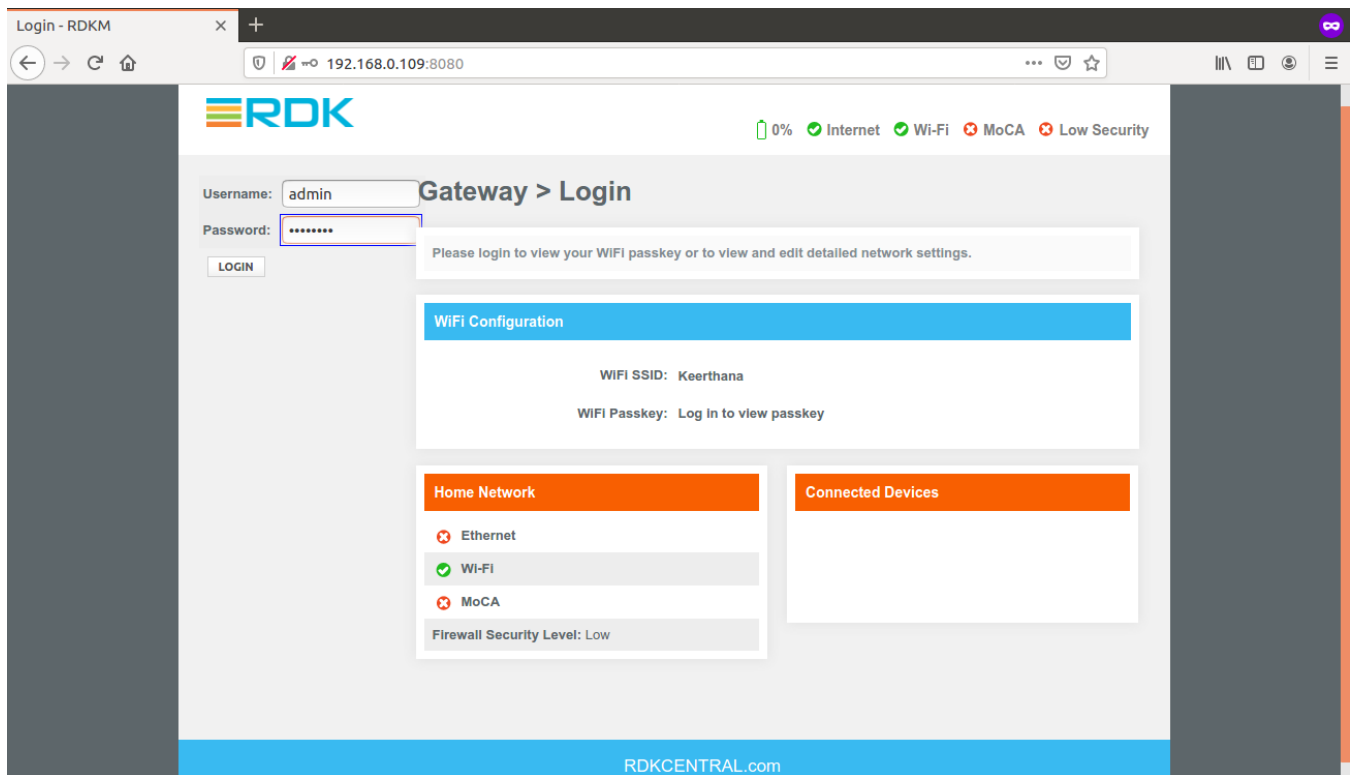 Login - RDKM
192.168.0.109:8080
RDK
0% Internet Wi-Fi MoCA Low Security
Username: admin
Password: ••••••••
LOGIN
Gateway > Login
Please login to view your WiFi passkey or to view and edit detailed network settings.
WiFi Configuration
WiFi SSID: Keerthana
WiFi Passkey: Log in to view passkey
Home Network
Ethernet
Wi-Fi
MoCA
Firewall Security Level: Low
Connected Devices
RDKCENTRAL.com